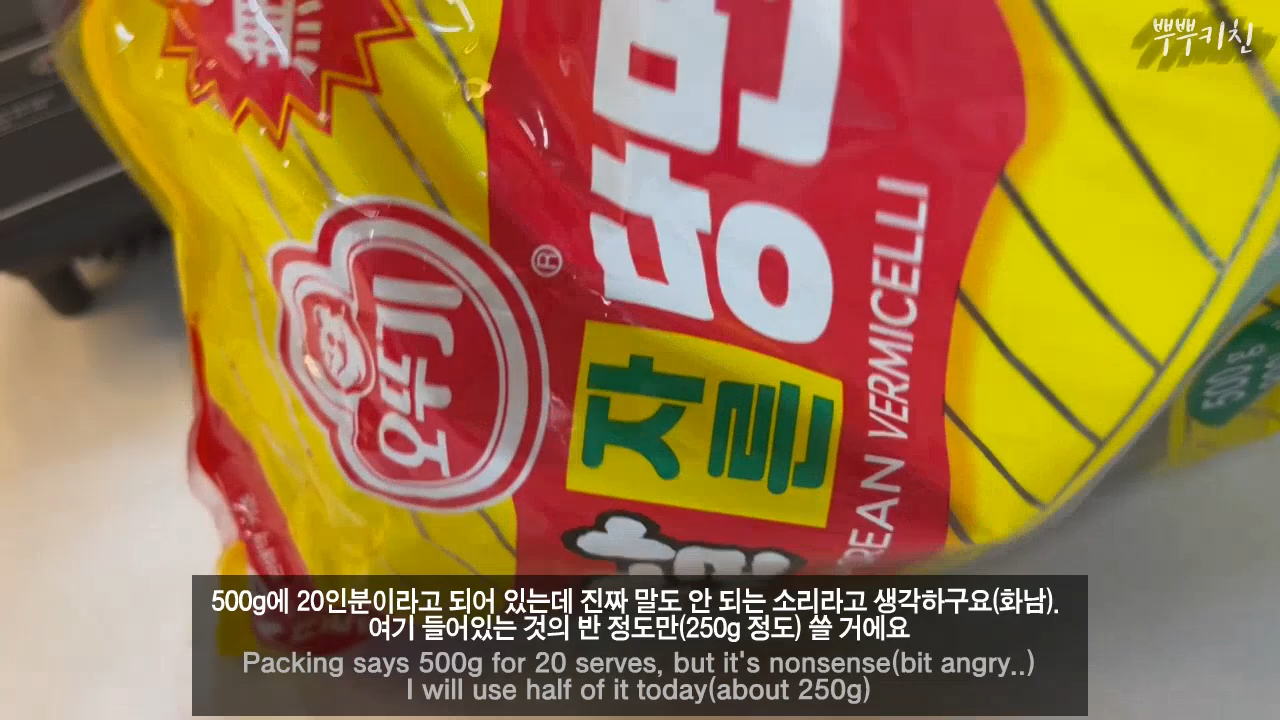 뿍뿍키친
無
오뚜기
®
자른
당면
KOREAN VERMICELLI
500 g
500g에 20인분이라고 되어 있는데 진짜 말도 안 되는 소리라고 생각하구요(화남).
여기 들어있는 것의 반 정도만(250g 정도) 쓸 거에요
Packing says 500g for 20 serves, but it's nonsense(bit angry..)
I will use half of it today(about 250g)